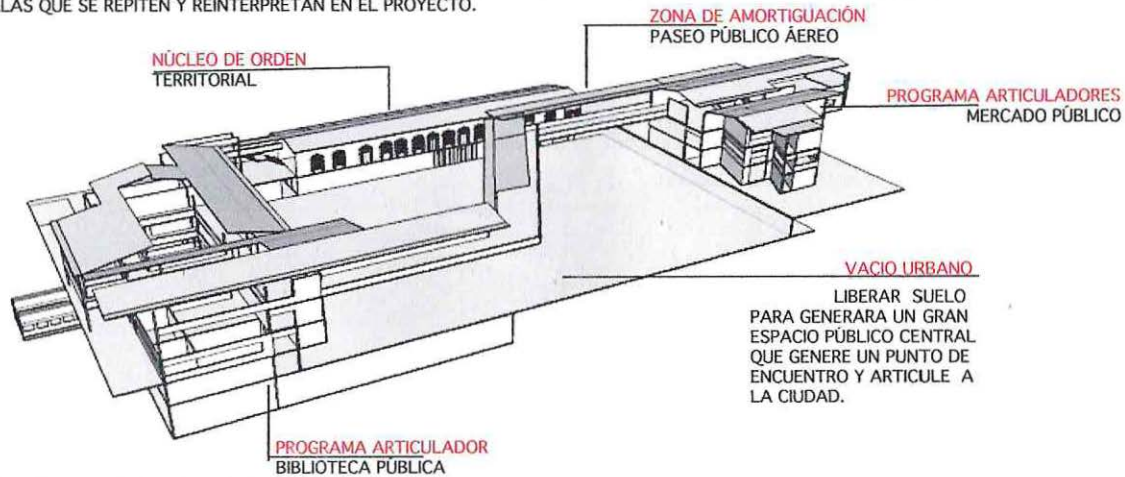 LAS QUE SE REPITEN Y REINTERPRETAN EN EL PROYECTO.
ZONA DE AMORTIGUACIÓN
PASEO PÚBLICO ÁEREO
NÚCLEO DE ORDEN
TERRITORIAL
PROGRAMA ARTICULADORES
MERCADO PÚBLICO
VACIO URBANO
LIBERAR SUELO
PARA GENERARA UN GRAN
ESPACIO PÚBLICO CENTRAL
QUE GENERE UN PUNTO DE
ENCUENTRO Y ARTICULE A
LA CIUDAD.
PROGRAMA ARTICULADOR
BIBLIOTECA PÚBLICA